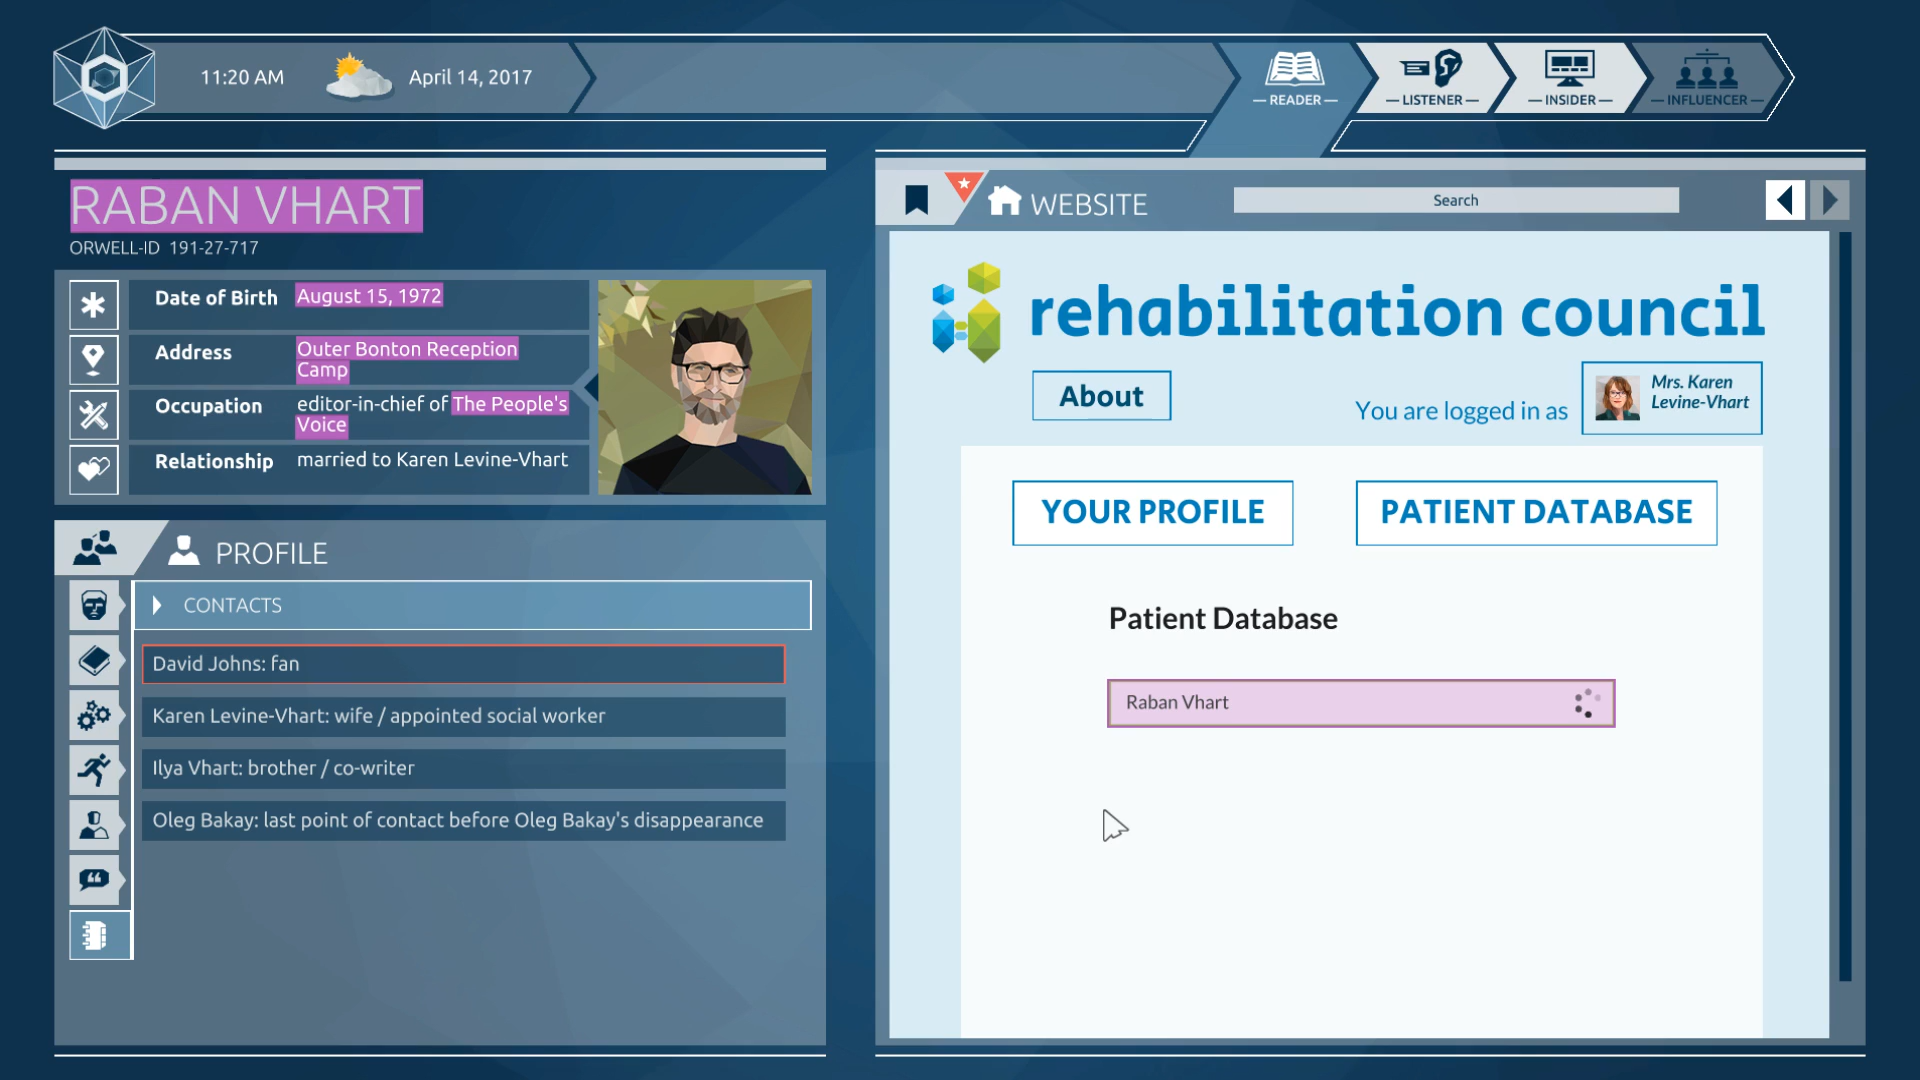 11:20 AM
April 14, 2017
READER
LISTENER
INSIDER
INFLUENCER
RABAN VHART
ORWELL-ID 191-27-717
Date of Birth August 15, 1972
Address Outer Bonton Reception
Camp
Occupation editor-in-chief of The People's
Voice
Relationship married to Karen Levine-Vhart
PROFILE
CONTACTS
David Johns: fan
Karen Levine-Vhart: wife / appointed social worker
Ilya Vhart: brother / co-writer
Oleg Bakay: last point of contact before Oleg Bakay's disappearance
WEBSITE
Search
rehabilitation council
About
You are logged in as
Mrs. Karen
Levine-Vhart
YOUR PROFILE
PATIENT DATABASE
Patient Database
Raban Vhart